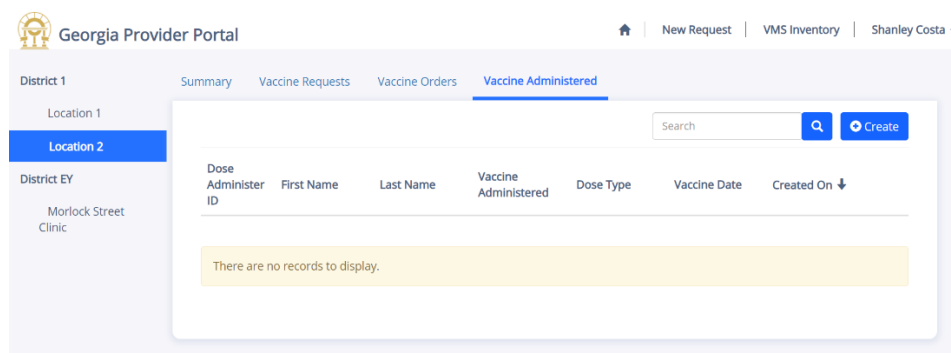 Georgia Provider Portal
New Request
VMS Inventory
Shanley Costa
District 1
Location 1
Location 2
District EY
Morlock Street
Clinic
Summary
Vaccine Requests
Vaccine Orders
Vaccine Administered
Search
Create
Dose
Administer
ID
First Name
Last Name
Vaccine
Administered
Dose Type
Vaccine Date
Created On
There are no records to display.